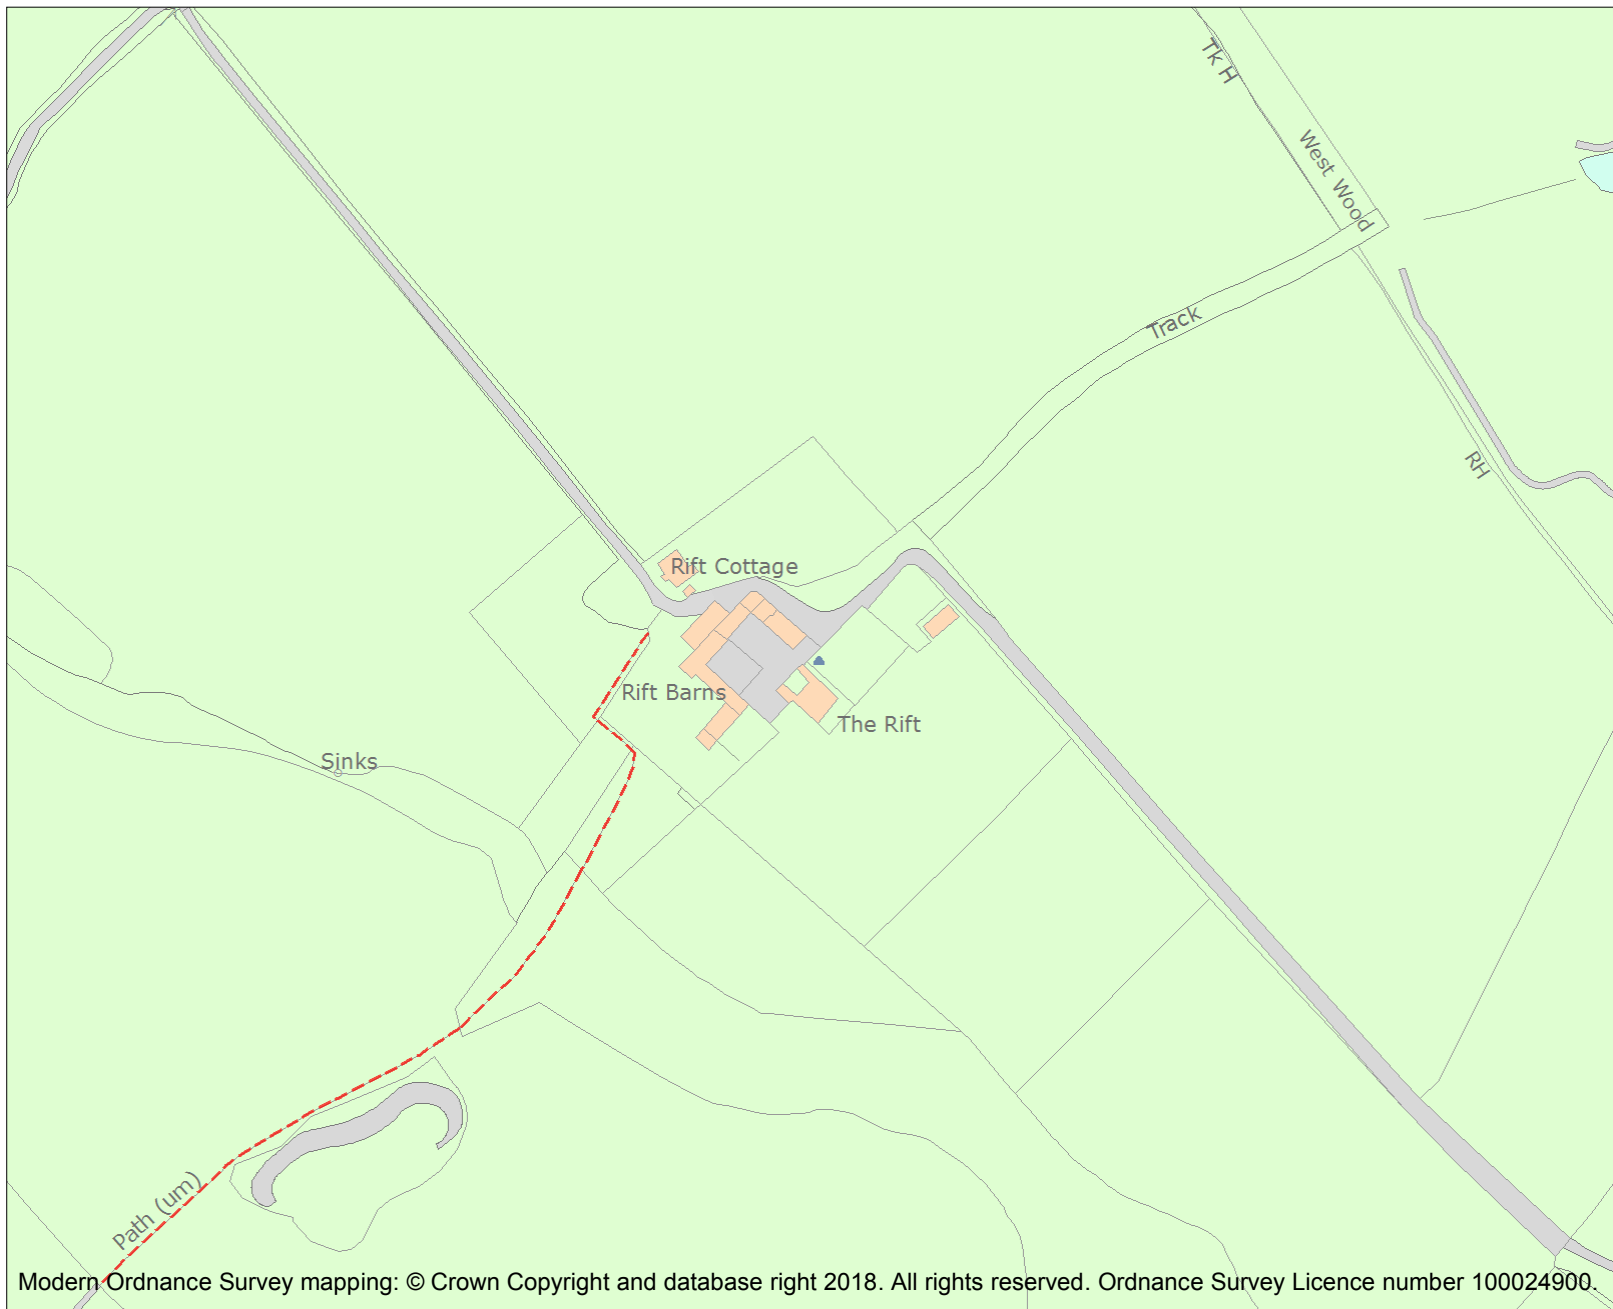 Tk H
West Wood
Track
RH
Rift Cottage
Rift Barns
The Rift
Sinks
Path (um)
Modern Ordnance Survey mapping: © Crown Copyright and database right 2018. All rights reserved. Ordnance Survey Licence number 100024900.